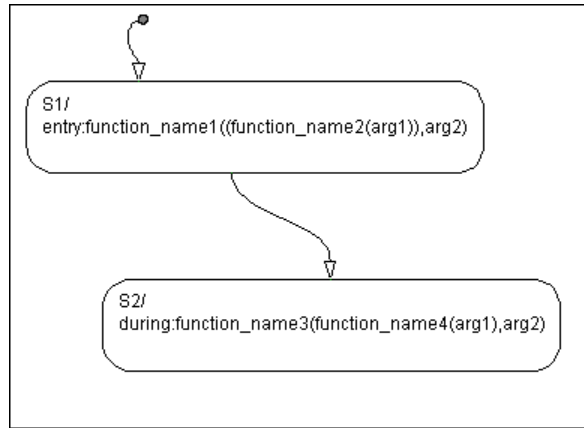 S1/
entry:function_name1((function_name2(arg1)),arg2)
S2/
during:function_name3(function_name4(arg1),arg2)